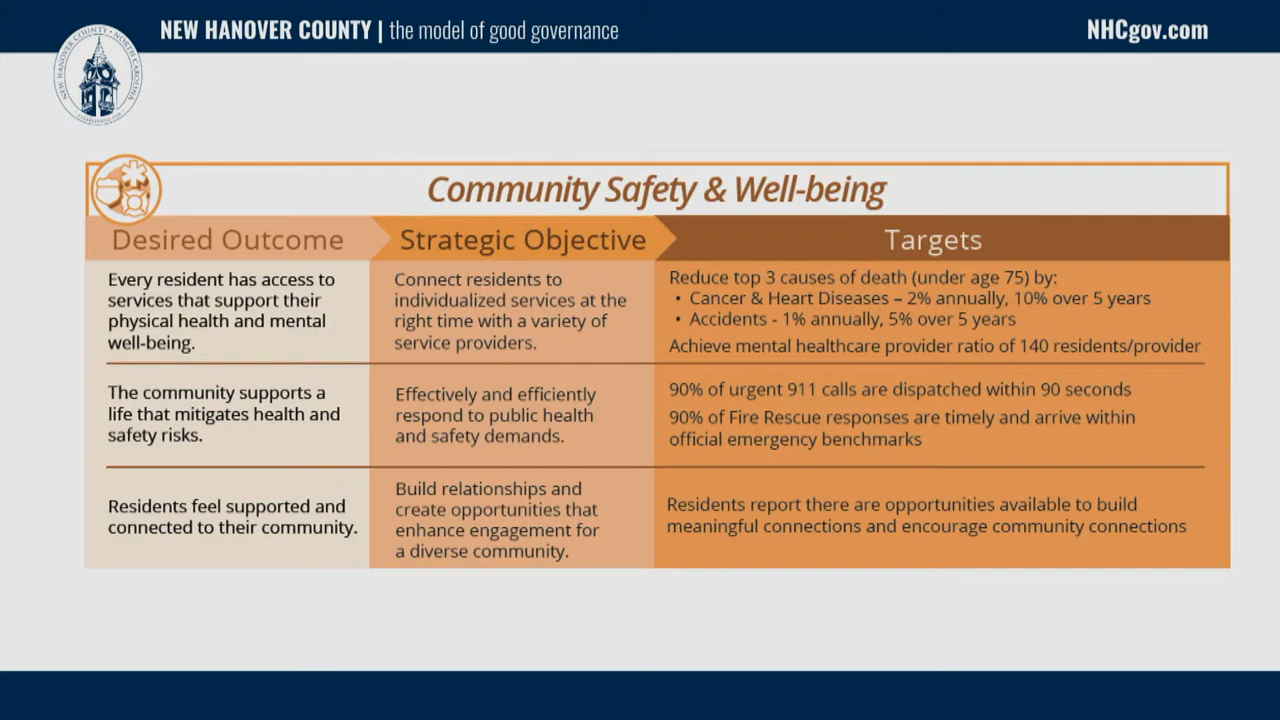 NEW HANOVER COUNTY | the model of good governance
NHCgov.com
NEW HANOVER COUNTY • NORTH CAROLINA
Community Safety & Well-being
Desired Outcome
Strategic Objective
Targets
Every resident has access to
services that support their
physical health and mental
well-being.
Connect residents to
individualized services at the
right time with a variety of
service providers.
Reduce top 3 causes of death (under age 75) by:
• Cancer & Heart Diseases – 2% annually, 10% over 5 years
• Accidents - 1% annually, 5% over 5 years
Achieve mental healthcare provider ratio of 140 residents/provider
The community supports a
life that mitigates health and
safety risks.
Effectively and efficiently
respond to public health
and safety demands.
90% of urgent 911 calls are dispatched within 90 seconds
90% of Fire Rescue responses are timely and arrive within
official emergency benchmarks
Residents feel supported and
connected to their community.
Build relationships and
create opportunities that
enhance engagement for
a diverse community.
Residents report there are opportunities available to build
meaningful connections and encourage community connections